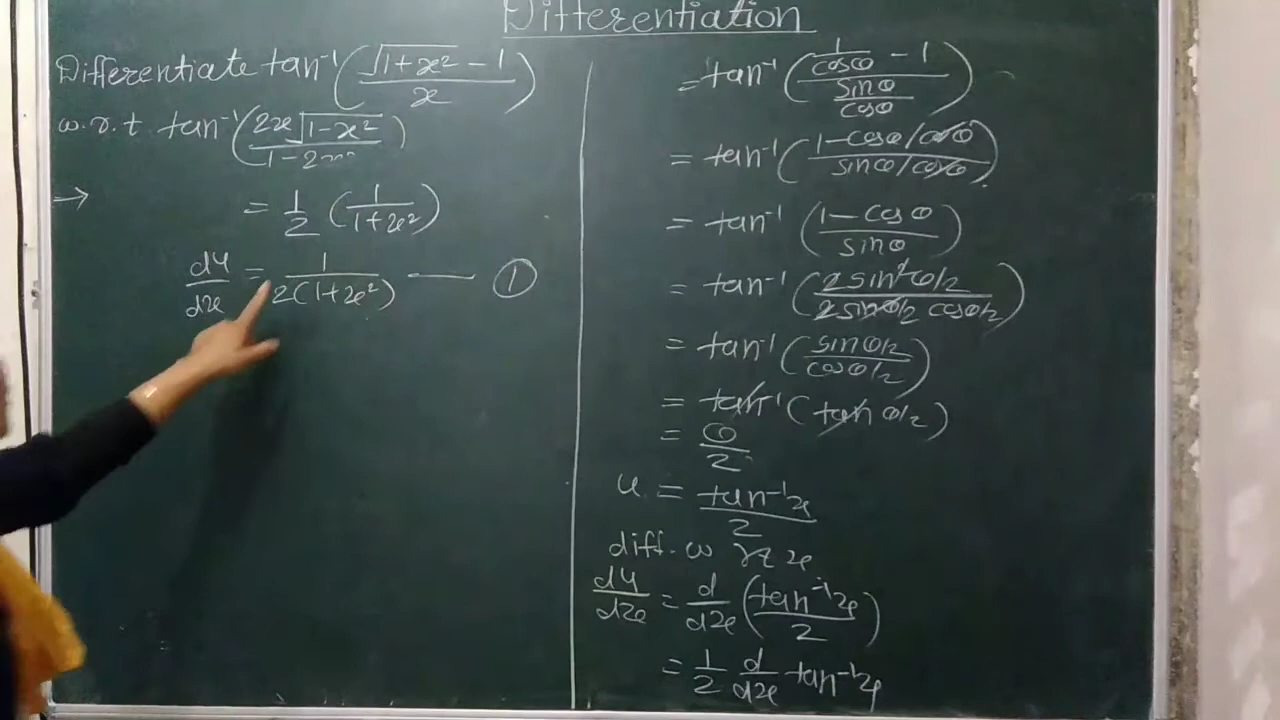 Differentiation
Differentiate tan⁻¹(√(1+x²) − 1 / x)
w.r.t tan⁻¹(2x√(1−x²) / 1−2x²)
→ = 1/2 (1 / 1+x²)
du/dx = 1 / 2(1+x²) —— ①
= tan⁻¹(1/cosθ − 1 / sinθ/cosθ)
= tan⁻¹(1−cosθ/cosθ / sinθ/cosθ)
= tan⁻¹(1−cosθ / sinθ)
= tan⁻¹(2sin²θ/2 / 2sinθ/2 cosθ/2)
= tan⁻¹(sinθ/2 / cosθ/2)
= tan⁻¹(tan θ/2)
= θ/2
u = tan⁻¹x / 2
diff. w r t x
du/dx = d/dx (tan⁻¹x / 2)
= 1/2 d/dx tan⁻¹x